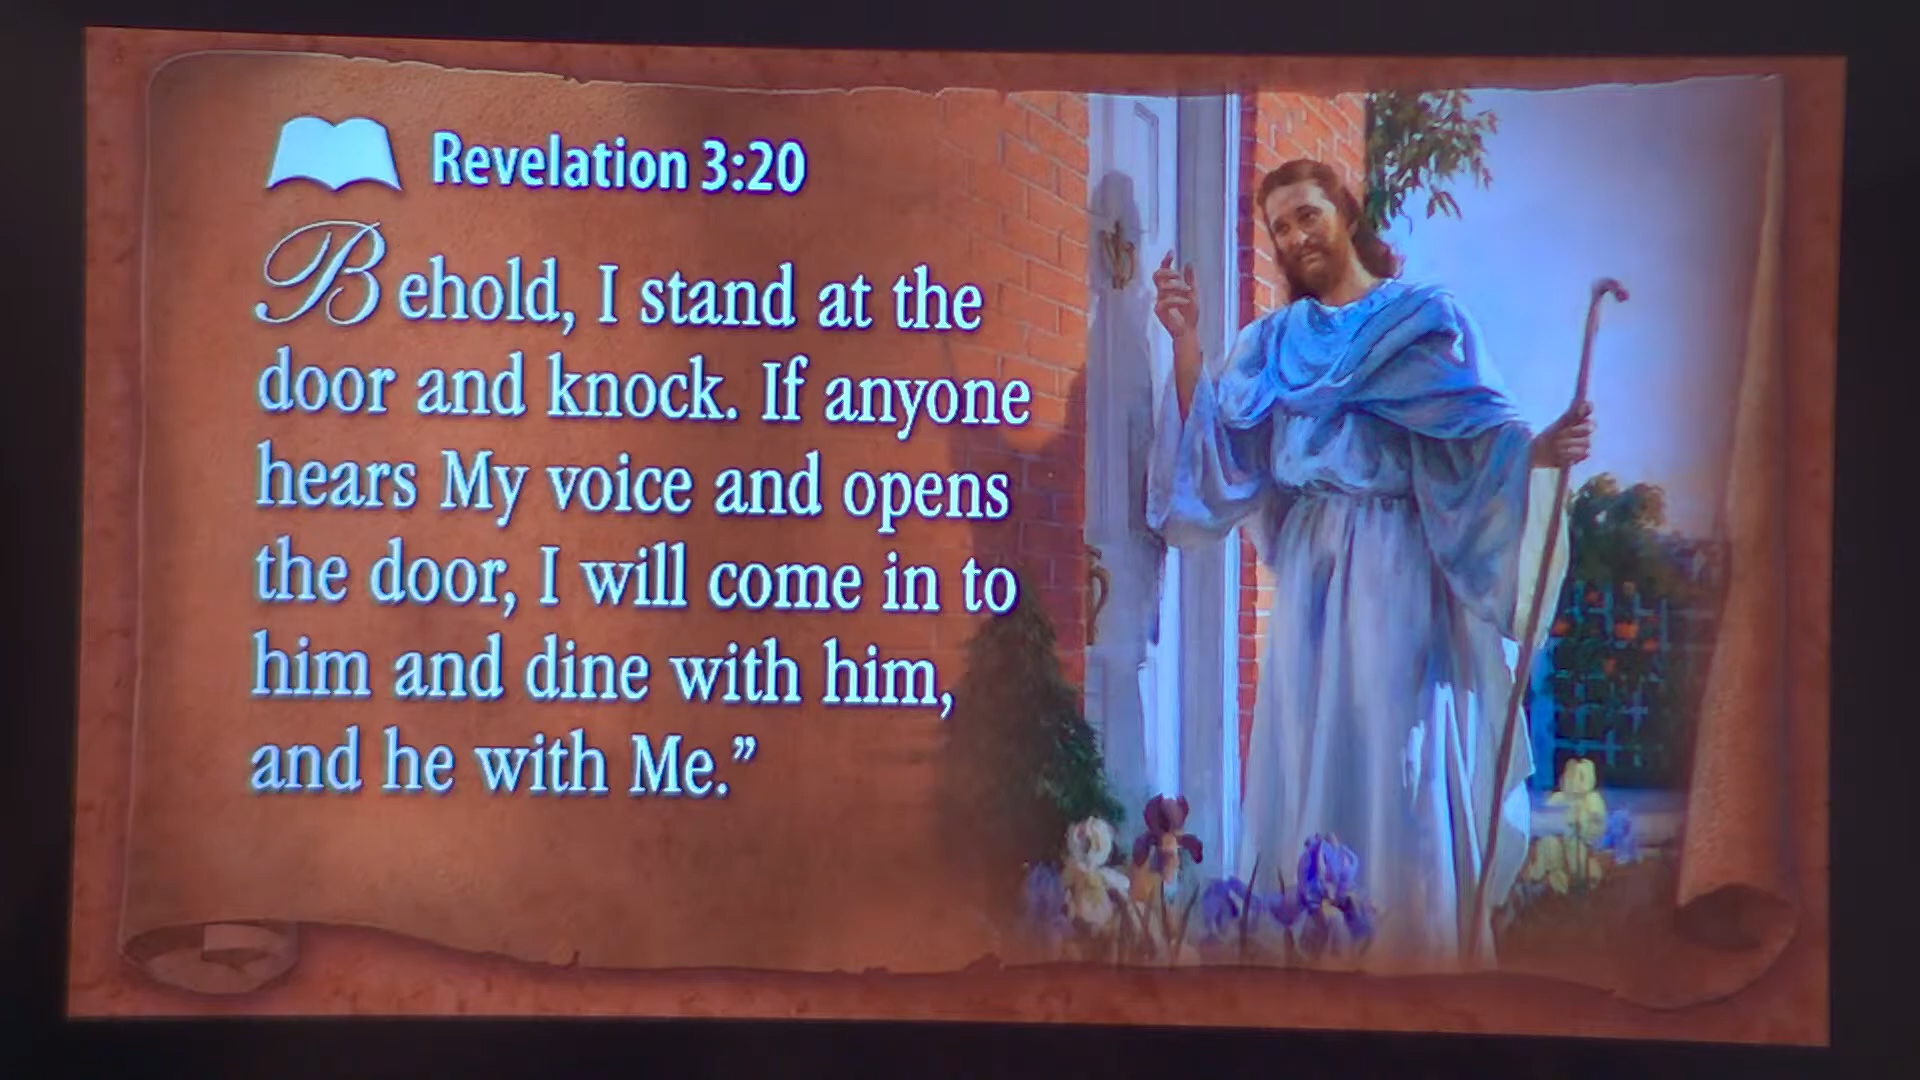 Revelation 3:20
Behold, I stand at the
door and knock. If anyone
hears My voice and opens
the door, I will come in to
him and dine with him,
and he with Me.”